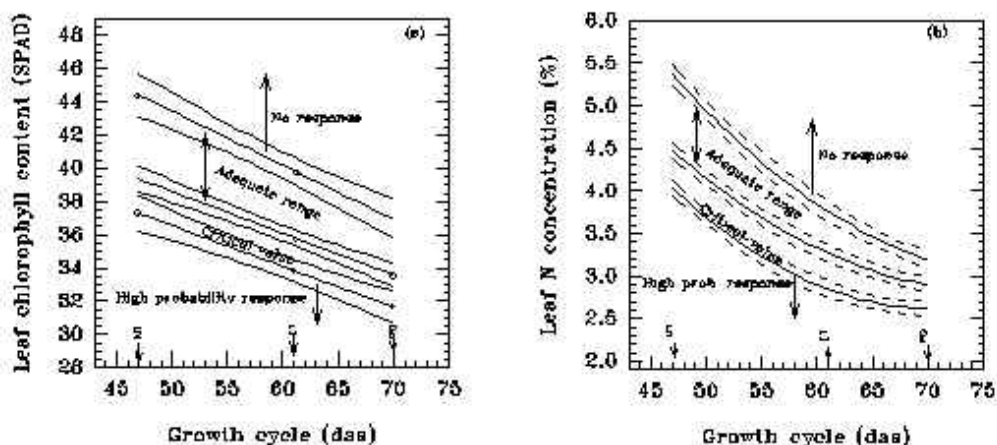 Leaf chlorophyll content (SPAD)
48
46
44
42
40
38
36
34
32
30
28
26
(a)
No response
Adequate range
Critical value
High probability response
45 50 55 60 65 70 75
Growth cycle (das)
Leaf N concentration (%)
6.0
5.5
5.0
4.5
4.0
3.5
3.0
2.5
2.0
(b)
No response
Adequate range
Critical value
High prob. response
45 50 55 60 65 70 75
Growth cycle (das)